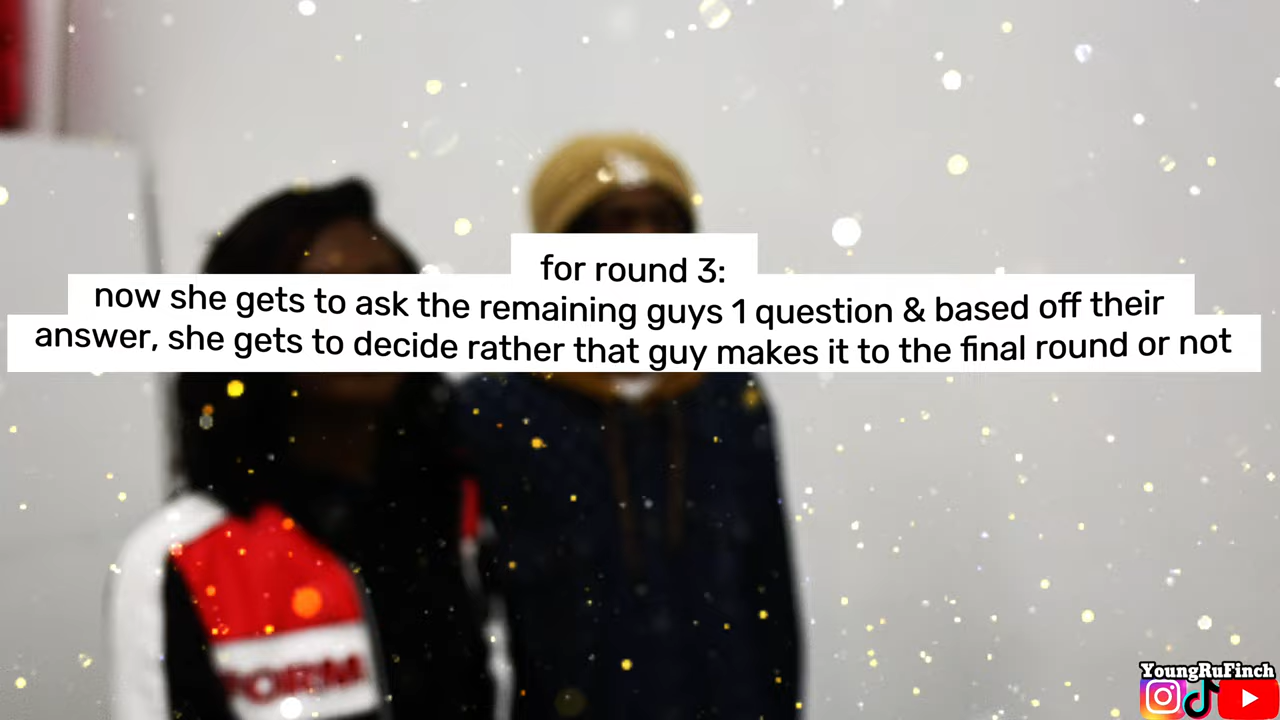 for round 3:
now she gets to ask the remaining guys 1 question & based off their
answer, she gets to decide rather that guy makes it to the final round or not
TORM
YoungRuFinch